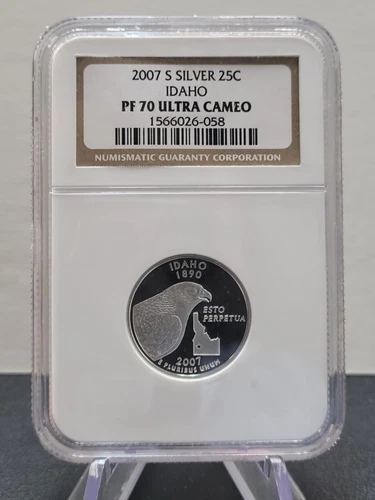 2007 S SILVER 25C
IDAHO
PF 70 ULTRA CAMEO
1566026-058
NUMISMATIC GUARANTY CORPORATION
IDAHO
1890
ESTO
PERPETUA
2007
E PLURIBUS UNUM